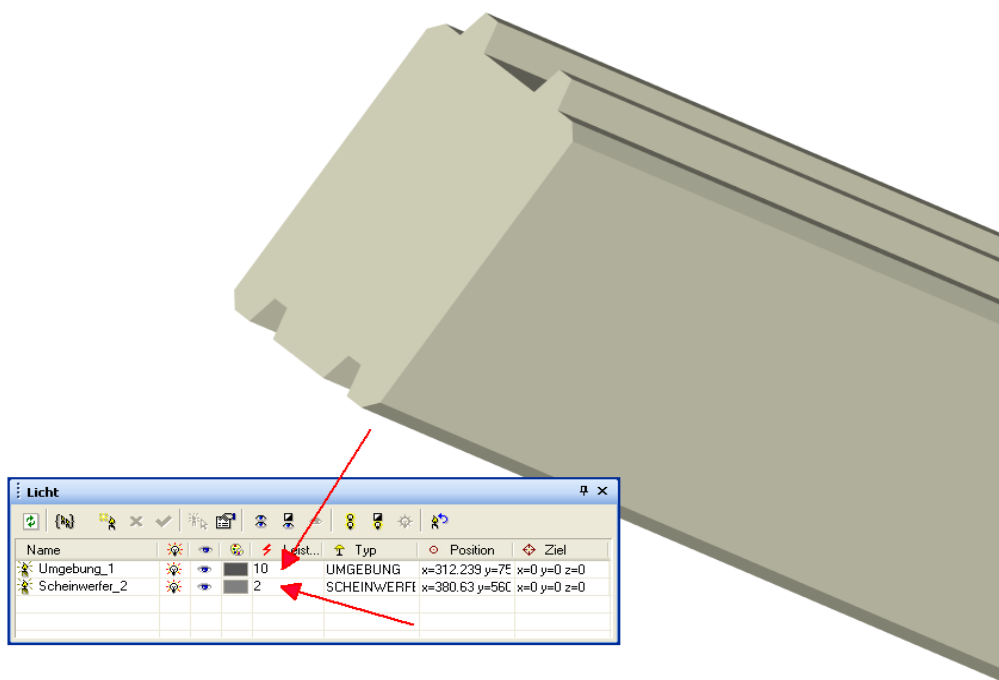 Licht
Name Leist... Typ Position Ziel
Umgebung_1 10 UMGEBUNG x=312.239 y=75 x=0 y=0 z=0
Scheinwerfer_2 2 SCHEINWERFE x=380.63 y=560 x=0 y=0 z=0